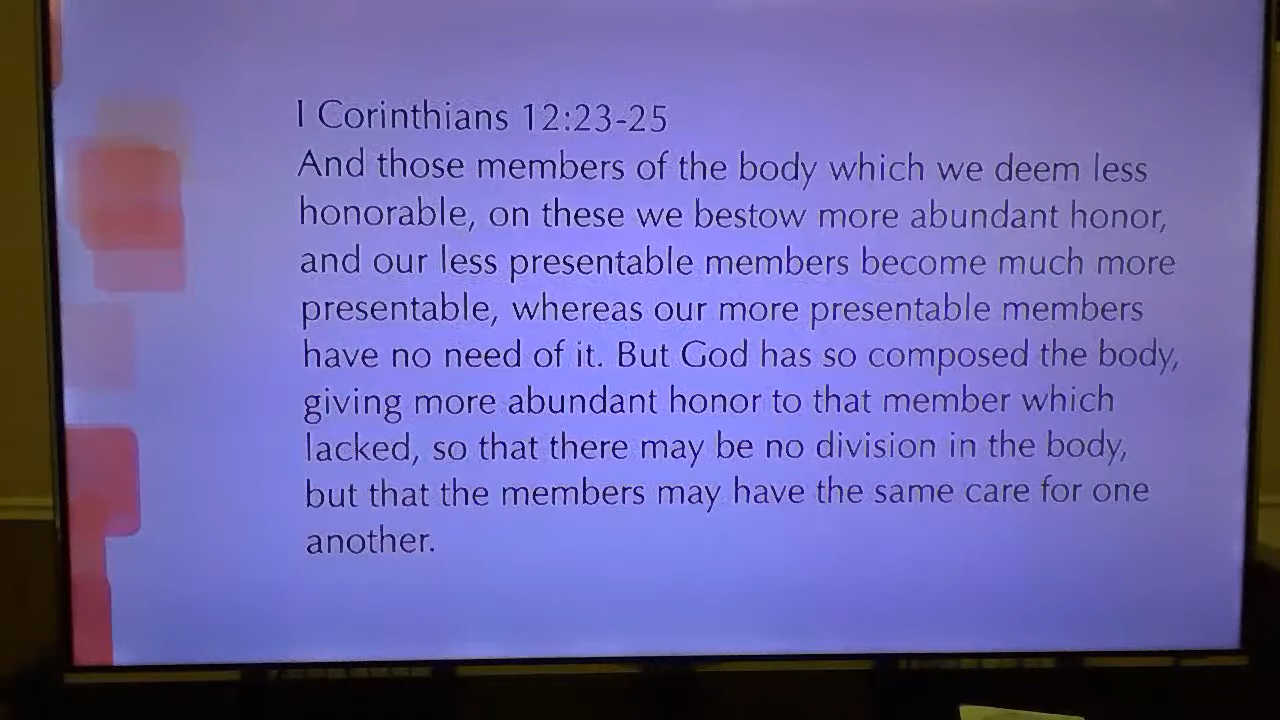 I Corinthians 12:23-25
And those members of the body which we deem less
honorable, on these we bestow more abundant honor,
and our less presentable members become much more
presentable, whereas our more presentable members
have no need of it. But God has so composed the body,
giving more abundant honor to that member which
lacked, so that there may be no division in the body,
but that the members may have the same care for one
another.